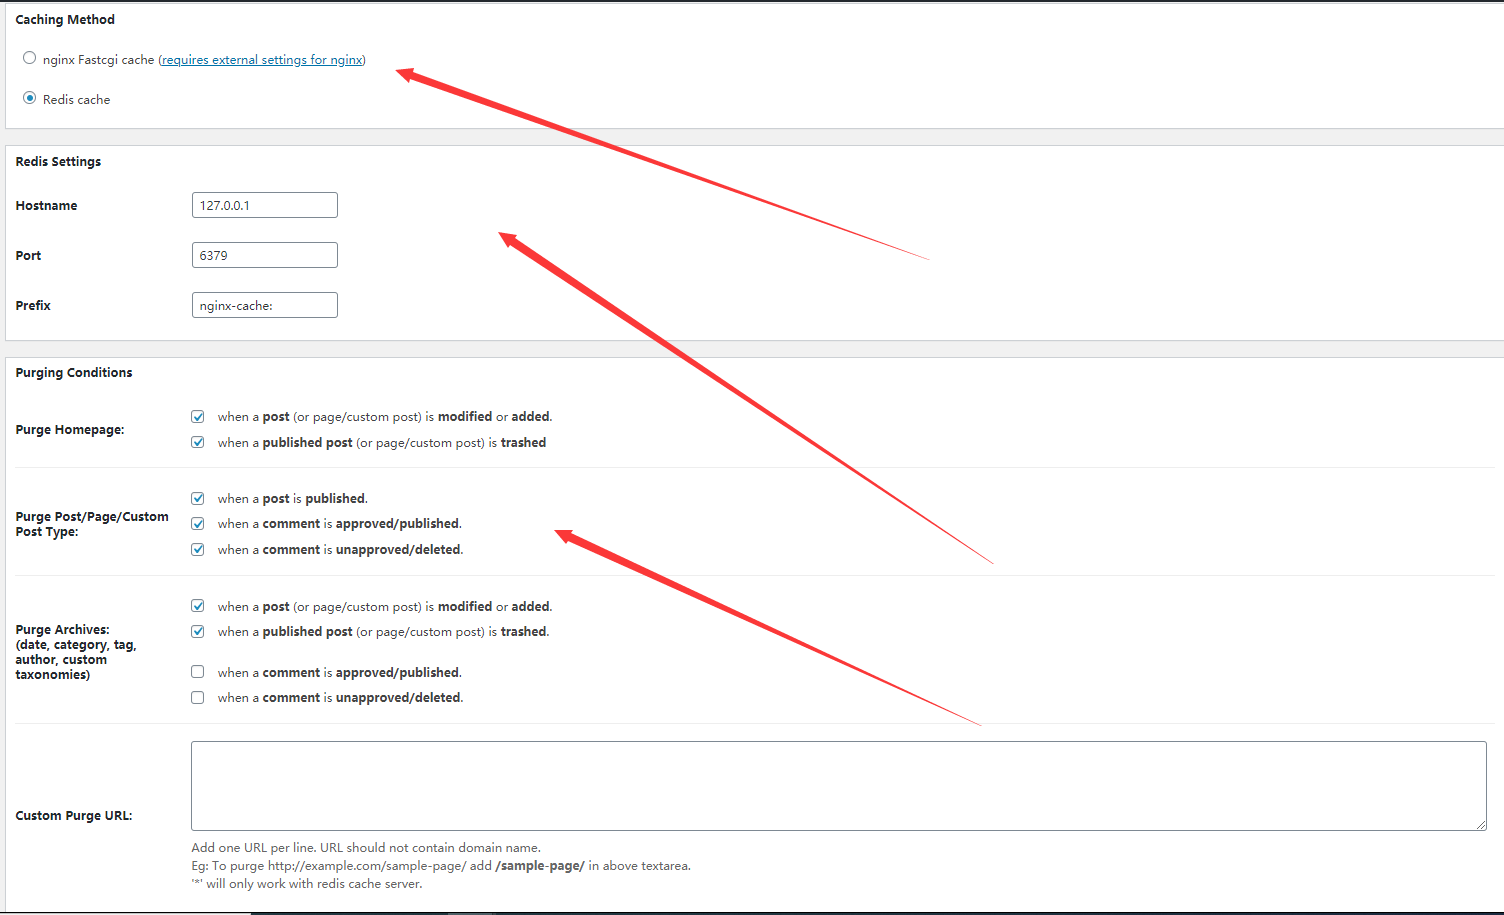 Caching Method
nginx Fastcgi cache (requires external settings for nginx)
Redis cache
Redis Settings
Hostname
127.0.0.1
Port
6379
Prefix
nginx-cache:
Purging Conditions
Purge Homepage:
when a post (or page/custom post) is modified or added.
when a published post (or page/custom post) is trashed
Purge Post/Page/Custom
Post Type:
when a post is published.
when a comment is approved/published.
when a comment is unapproved/deleted.
Purge Archives:
(date, category, tag,
author, custom
taxonomies)
when a post (or page/custom post) is modified or added.
when a published post (or page/custom post) is trashed.
when a comment is approved/published.
when a comment is unapproved/deleted.
Custom Purge URL:
Add one URL per line. URL should not contain domain name.
Eg: To purge http://example.com/sample-page/ add /sample-page/ in above textarea.
'*' will only work with redis cache server.